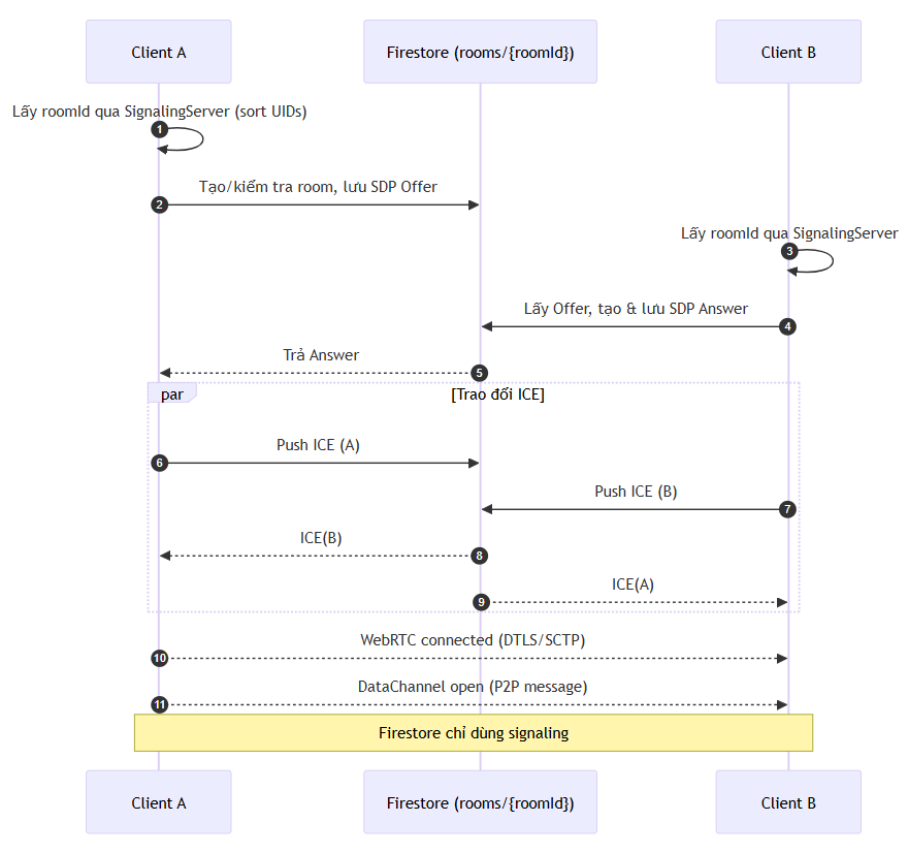 Client A
Firestore (rooms/{roomId})
Client B
Lấy roomId qua SignalingServer (sort UIDs)
1
Tạo/kiểm tra room, lưu SDP Offer
2
Lấy roomId qua SignalingServer
3
Lấy Offer, tạo & lưu SDP Answer
4
Trả Answer
5
par
[Trao đổi ICE]
Push ICE (A)
6
Push ICE (B)
7
ICE(B)
8
ICE(A)
9
WebRTC connected (DTLS/SCTP)
10
DataChannel open (P2P message)
11
Firestore chỉ dùng signaling
Client A
Firestore (rooms/{roomId})
Client B